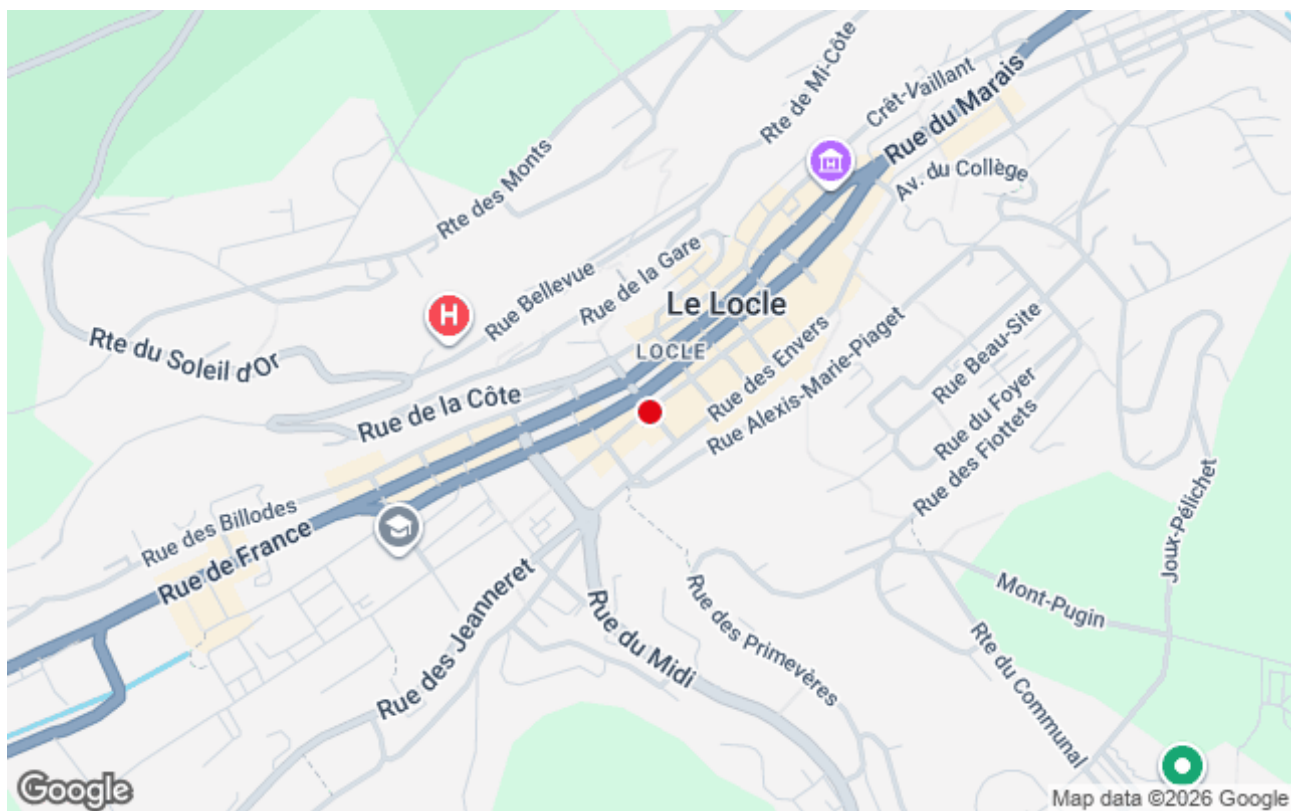 Rte de Mi-Côte
Crêt-Vaillant
Rue du Marais
Rte des Monts
Av. du Collège
Rue Bellevue
Rue de la Gare
H
Le Locle
LOCLE
Rte du Soleil d'Or
Rue des Envers
Rue Alexis-Marie-Piaget
Rue Beau-Site
Rue de la Côte
Rue du Foyer
Rue des Fiottets
Rue des Billodes
Rue de France
Joux-Pélichet
Rue des Jeanneret
Rue du Midi
Rue des Primevères
Mont-Pugin
Rte du Communal
Google
Map data ©2026 Google